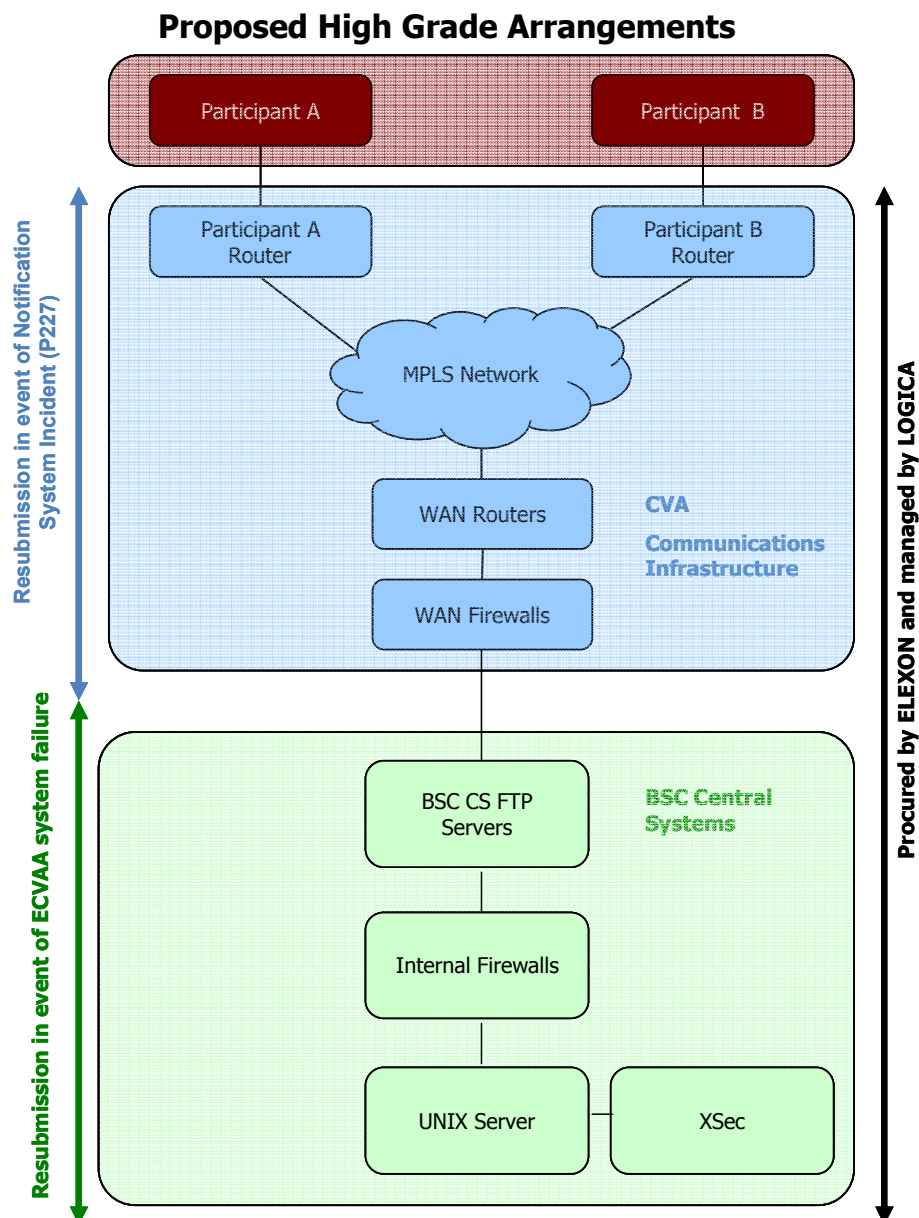 Proposed High Grade Arrangements
Participant A
Participant B
Participant A
Router
Participant B
Router
MPLS Network
WAN Routers
WAN Firewalls
CVA
Communications
Infrastructure
BSC CS FTP
Servers
BSC Central
Systems
Internal Firewalls
UNIX Server
XSec
Resubmission in event of Notification
System Incident (P227)
Resubmission in event of ECVAA system failure
Procured by ELEXON and managed by LOGICA